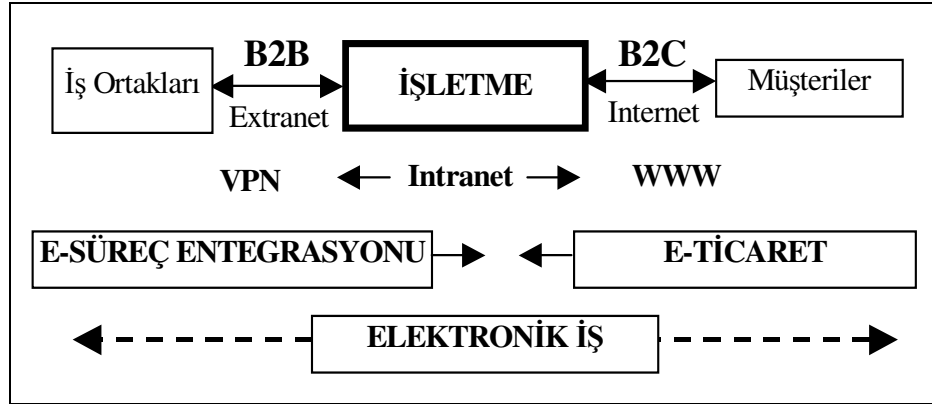 B2B B2C
İş Ortakları İŞLETME Müşteriler
Extranet Internet
VPN Intranet WWW
E-SÜREÇ ENTEGRASYONU E-TİCARET
ELEKTRONİK İŞ